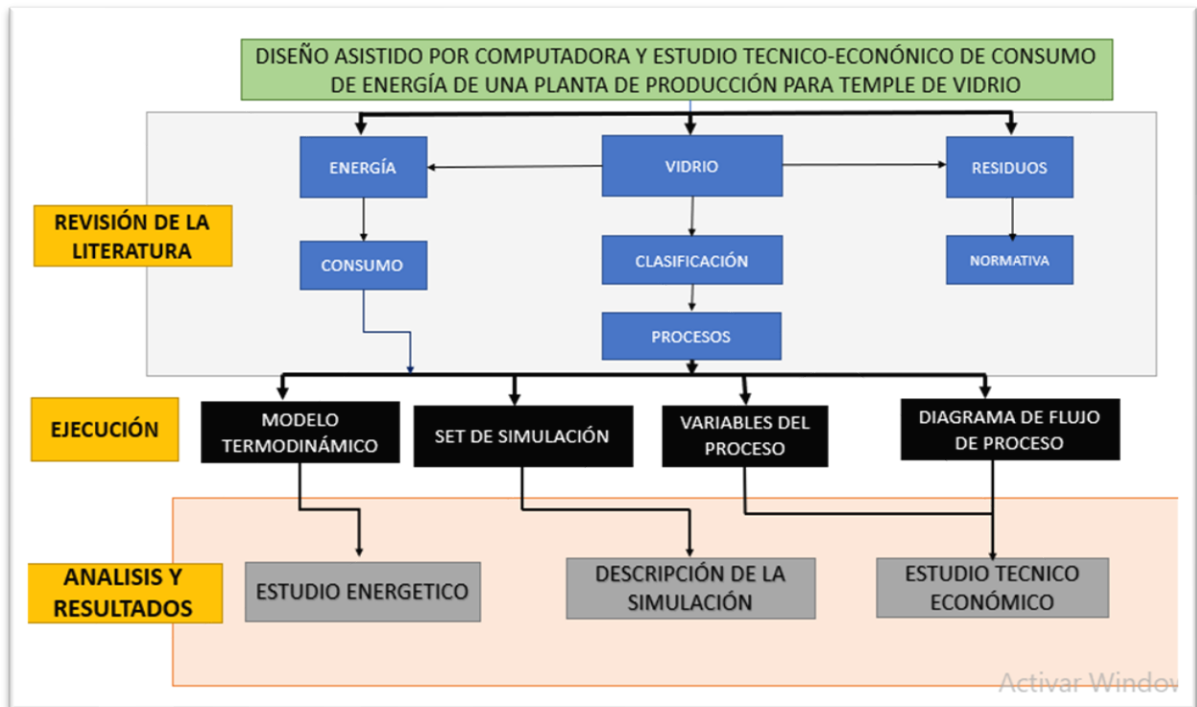 DISEÑO ASISTIDO POR COMPUTADORA Y ESTUDIO TECNICO-ECONÓNICO DE CONSUMO
DE ENERGÍA DE UNA PLANTA DE PRODUCCIÓN PARA TEMPLE DE VIDRIO
ENERGÍA
VIDRIO
RESIDUOS
REVISIÓN DE LA
LITERATURA
CONSUMO
CLASIFICACIÓN
NORMATIVA
PROCESOS
EJECUCIÓN
MODELO
TERMODINÁMICO
SET DE SIMULACIÓN
VARIABLES DEL
PROCESO
DIAGRAMA DE FLUJO
DE PROCESO
ANALISIS Y
RESULTADOS
ESTUDIO ENERGETICO
DESCRIPCIÓN DE LA
SIMULACIÓN
ESTUDIO TECNICO
ECONÓMICO
Activar Window